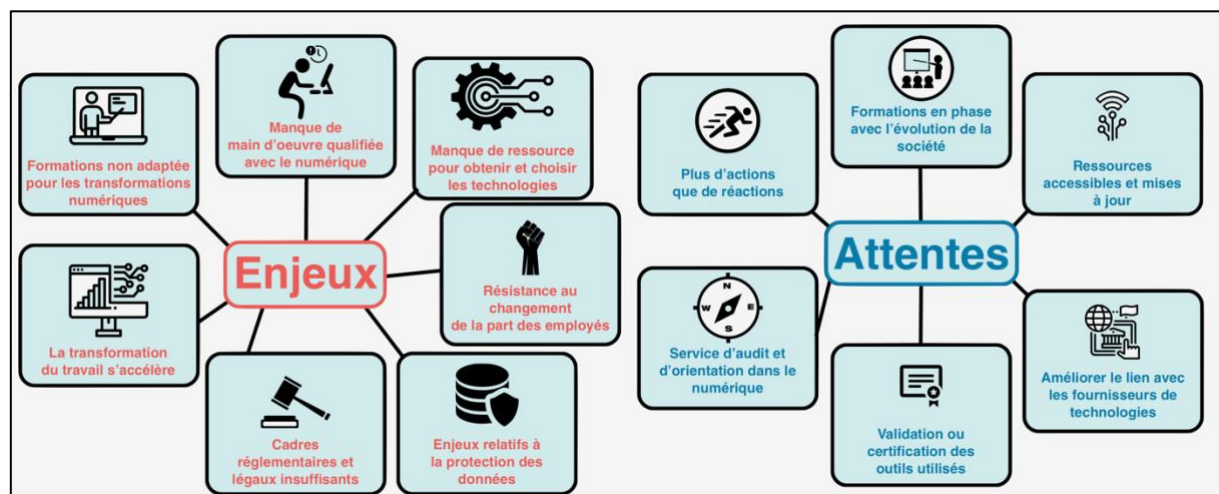 Formations non adaptée
pour les transformations
numériques
Manque de
main d'oeuvre qualifiée
avec le numérique
Manque de ressource
pour obtenir et choisir
les technologies
Enjeux
Résistance au
changement
de la part des employés
La transformation
du travail s'accélère
Cadres
réglementaires et
légaux insuffisants
Enjeux relatifs à
la protection des
données
Plus d'actions
que de réactions
Formations en phase
avec l'évolution de la
société
Ressources
accessibles et mises
à jour
Attentes
N
W
E
S
Service d'audit et
d'orientation dans le
numérique
Validation ou
certification des
outils utilisés
Améliorer le lien avec
les fournisseurs de
technologies